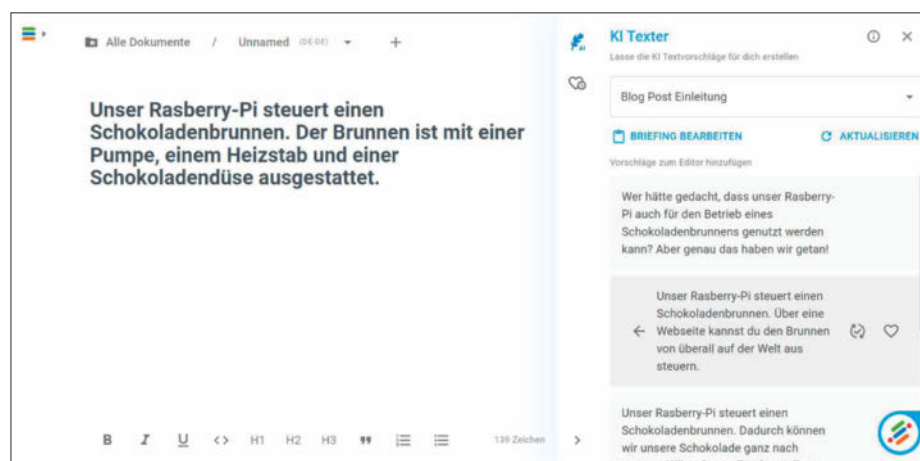 Alle Dokumente / Unnamed (DE-DE) +
Unser Rasberry-Pi steuert einen
Schokoladenbrunnen. Der Brunnen ist mit einer
Pumpe, einem Heizstab und einer
Schokoladendüse ausgestattet.
B I U <> H1 H2 H3 139 Zeichen
KI Texter
Lasse die KI Textvorschläge für dich erstellen
Blog Post Einleitung
BRIEFING BEARBEITEN AKTUALISIEREN
Vorschläge zum Editor hinzufügen
Wer hätte gedacht, dass unser Rasberry-
Pi auch für den Betrieb eines
Schokoladenbrunnens genutzt werden
kann? Aber genau das haben wir getan!
Unser Rasberry-Pi steuert einen
Schokoladenbrunnen. Über eine
Webseite kannst du den Brunnen
von überall auf der Welt aus
steuern.
Unser Rasberry-Pi steuert einen
Schokoladenbrunnen. Dadurch können
wir unsere Schokolade ganz nach